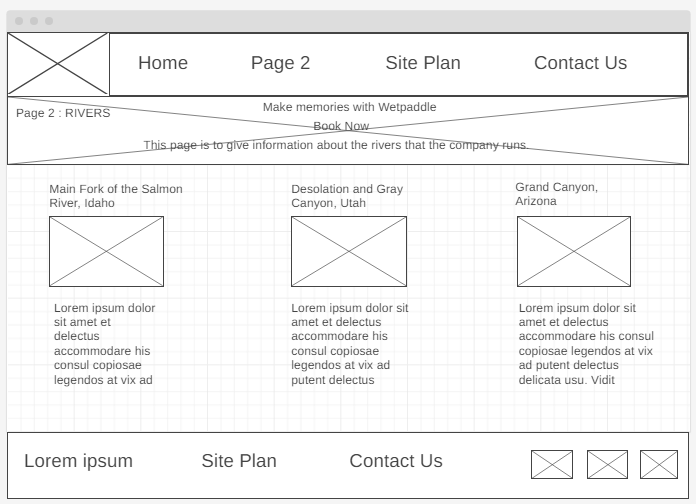 Home Page 2 Site Plan Contact Us
Page 2 : RIVERS
Make memories with Wetpaddle
Book Now
This page is to give information about the rivers that the company runs.
Main Fork of the Salmon
River, Idaho
Lorem ipsum dolor
sit amet et
delectus
accommodare his
consul copiosae
legendos at vix ad
Desolation and Gray
Canyon, Utah
Lorem ipsum dolor sit
amet et delectus
accommodare his
consul copiosae
legendos at vix ad
putent delectus
Grand Canyon,
Arizona
Lorem ipsum dolor sit
amet et delectus
accommodare his consul
copiosae legendos at vix
ad putent delectus
delicata usu. Vidit
Lorem ipsum Site Plan Contact Us